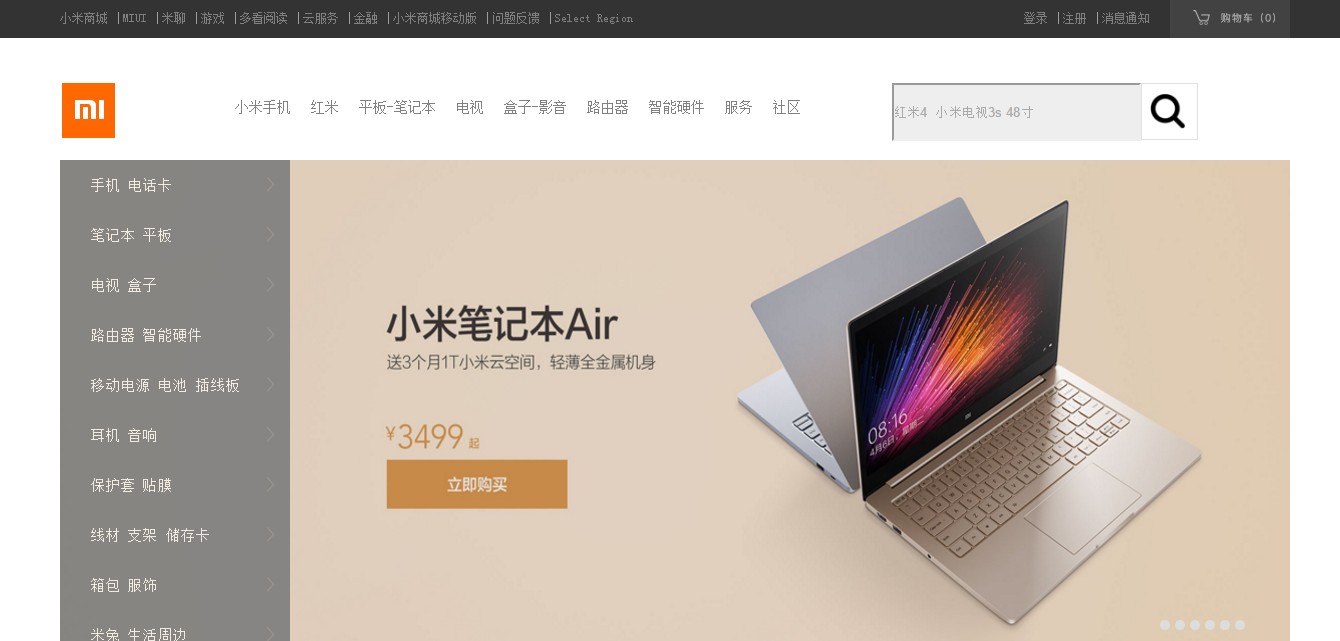 小米商城 |MIUI |米聊 |游戏 |多看阅读 |云服务 |金融 |小米商城移动版 |问题反馈 |Select Region 登录 |注册 |消息通知 购物车 (0)
MI 小米手机 红米 平板-笔记本 电视 盒子-影音 路由器 智能硬件 服务 社区 红米4 小米电视3s 48寸
手机 电话卡
笔记本 平板
电视 盒子
路由器 智能硬件
移动电源 电池 插线板
耳机 音响
保护套 贴膜
线材 支架 储存卡
箱包 服饰
米兔 生活周边
小米笔记本Air
送3个月1T小米云空间，轻薄全金属机身
¥3499 起
立即购买
08:16
4月6日, 星期二